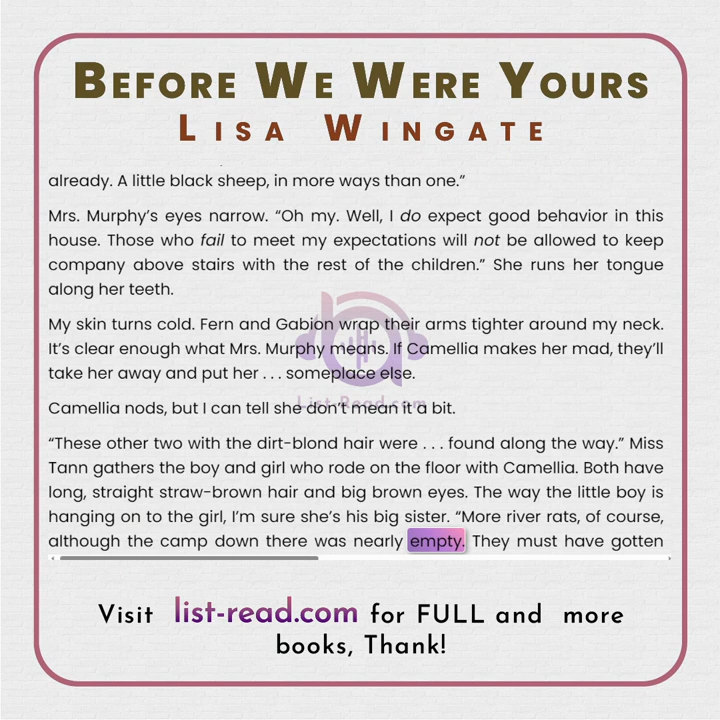 BEFORE WE WERE YOURS
LISA WINGATE
already. A little black sheep, in more ways than one.”
Mrs. Murphy’s eyes narrow. “Oh my. Well, I do expect good behavior in this
house. Those who fail to meet my expectations will not be allowed to keep
company above stairs with the rest of the children.” She runs her tongue
along her teeth.
My skin turns cold. Fern and Gabion wrap their arms tighter around my neck.
It’s clear enough what Mrs. Murphy means. If Camellia makes her mad, they’ll
take her away and put her . . . someplace else.
List-Read.com
Camellia nods, but I can tell she don’t mean it a bit.
“These other two with the dirt-blond hair were . . . found along the way.” Miss
Tann gathers the boy and girl who rode on the floor with Camellia. Both have
long, straight straw-brown hair and big brown eyes. The way the little boy is
hanging on to the girl, I’m sure she’s his big sister. “More river rats, of course,
although the camp down there was nearly empty. They must have gotten
Visit list-read.com for FULL and more
books, Thank!